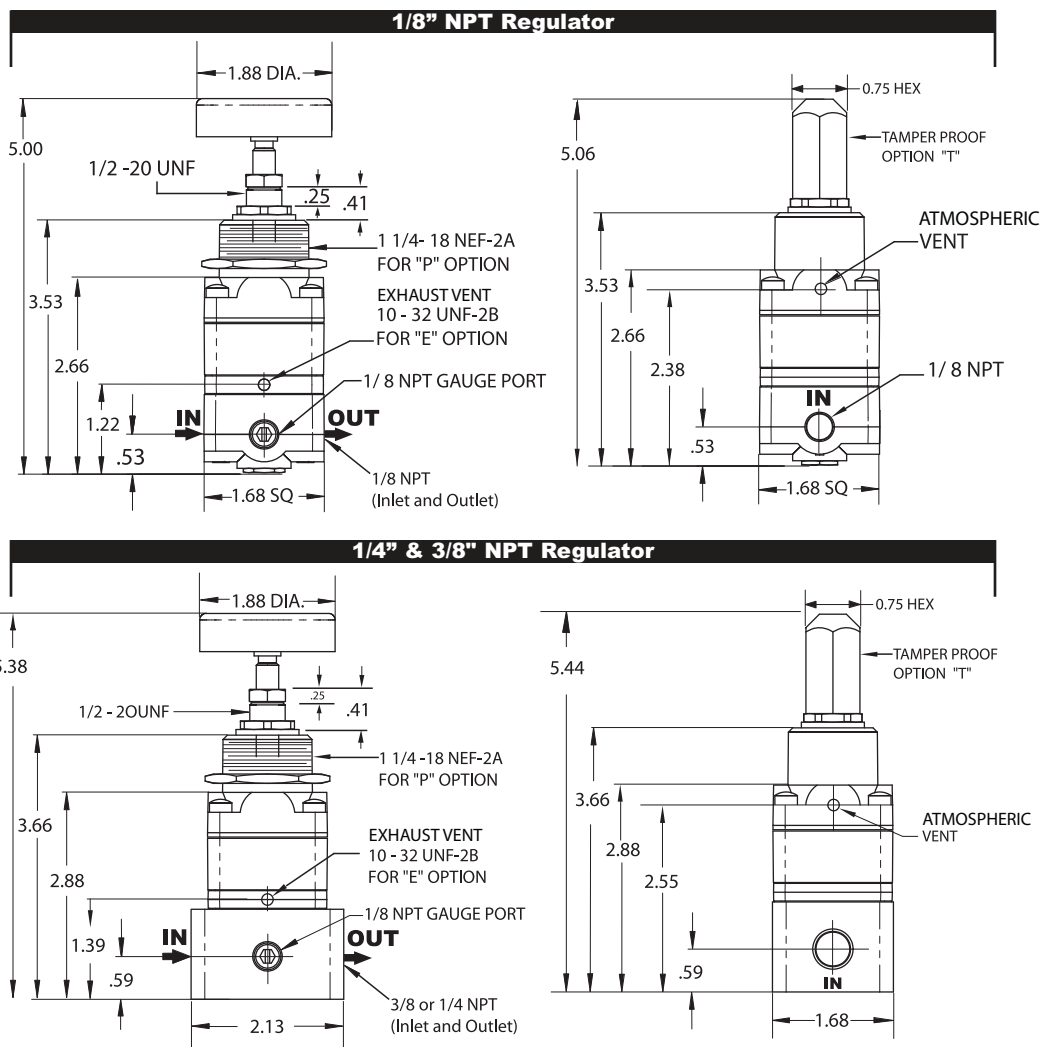 1/8” NPT Regulator
1.88 DIA.
5.00
1/2 -20 UNF
.25
.41
1 1/4- 18 NEF-2A
FOR "P" OPTION
3.53
EXHAUST VENT
10 - 32 UNF-2B
FOR "E" OPTION
2.66
1/ 8 NPT GAUGE PORT
1.22
IN
OUT
.53
1/8 NPT
(Inlet and Outlet)
1.68 SQ
0.75 HEX
5.06
TAMPER PROOF
OPTION "T"
ATMOSPHERIC
VENT
3.53
2.66
2.38
1/ 8 NPT
IN
.53
1.68 SQ
1/4” & 3/8" NPT Regulator
1.88 DIA.
5.38
.25
.41
1/2 - 20UNF
1 1/4 -18 NEF-2A
FOR "P" OPTION
3.66
EXHAUST VENT
10 - 32 UNF-2B
FOR "E" OPTION
2.88
1/8 NPT GAUGE PORT
1.39
IN
OUT
.59
3/8 or 1/4 NPT
(Inlet and Outlet)
2.13
0.75 HEX
5.44
TAMPER PROOF
OPTION "T"
3.66
ATMOSPHERIC
VENT
2.88
2.55
.59
IN
1.68